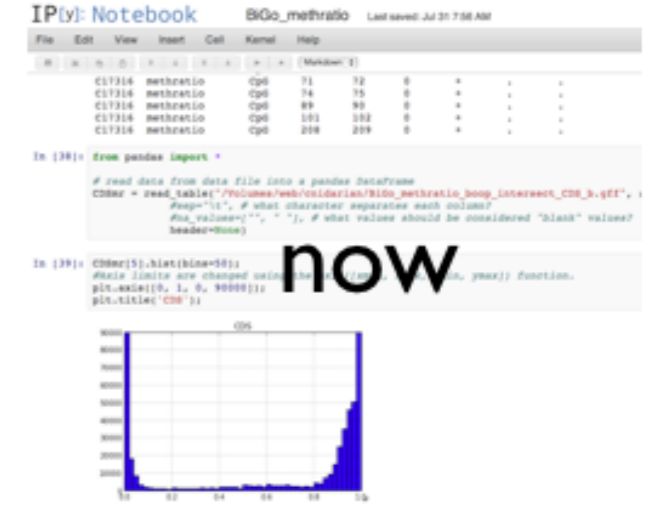 IP[y]: Notebook BiGo_methratio Last saved: Jul 31 7:56 AM
File Edit View Insert Cell Kernel Help
Markdown
C17316 methratio CpG 71 72 0 + . .
C17316 methratio CpG 74 75 0 + . .
C17316 methratio CpG 89 90 0 + . .
C17316 methratio CpG 101 102 0 + . .
C17316 methratio CpG 208 209 0 + . .
In [38]: from pandas import *
# read data from data file into a pandas DataFrame
CDSmr = read_table("/Volumes/web/cnidarian/BiGo_methratio_boop_intersect_CDS_b.gff",
#sep="\t", # what character separates each column?
#na_values=["", " "], # what values should be considered "blank" values?
header=None)
now
In [39]: CDSmr[5].hist(bins=50);
#Axis limits are changed using the ymax]) function.
plt.axis([0, 1, 0, 90000]);
plt.title('CDS');
CDS
90000
80000
70000
60000
50000
40000
30000
20000
0.0 0.2 0.4 0.6 0.8 1.0